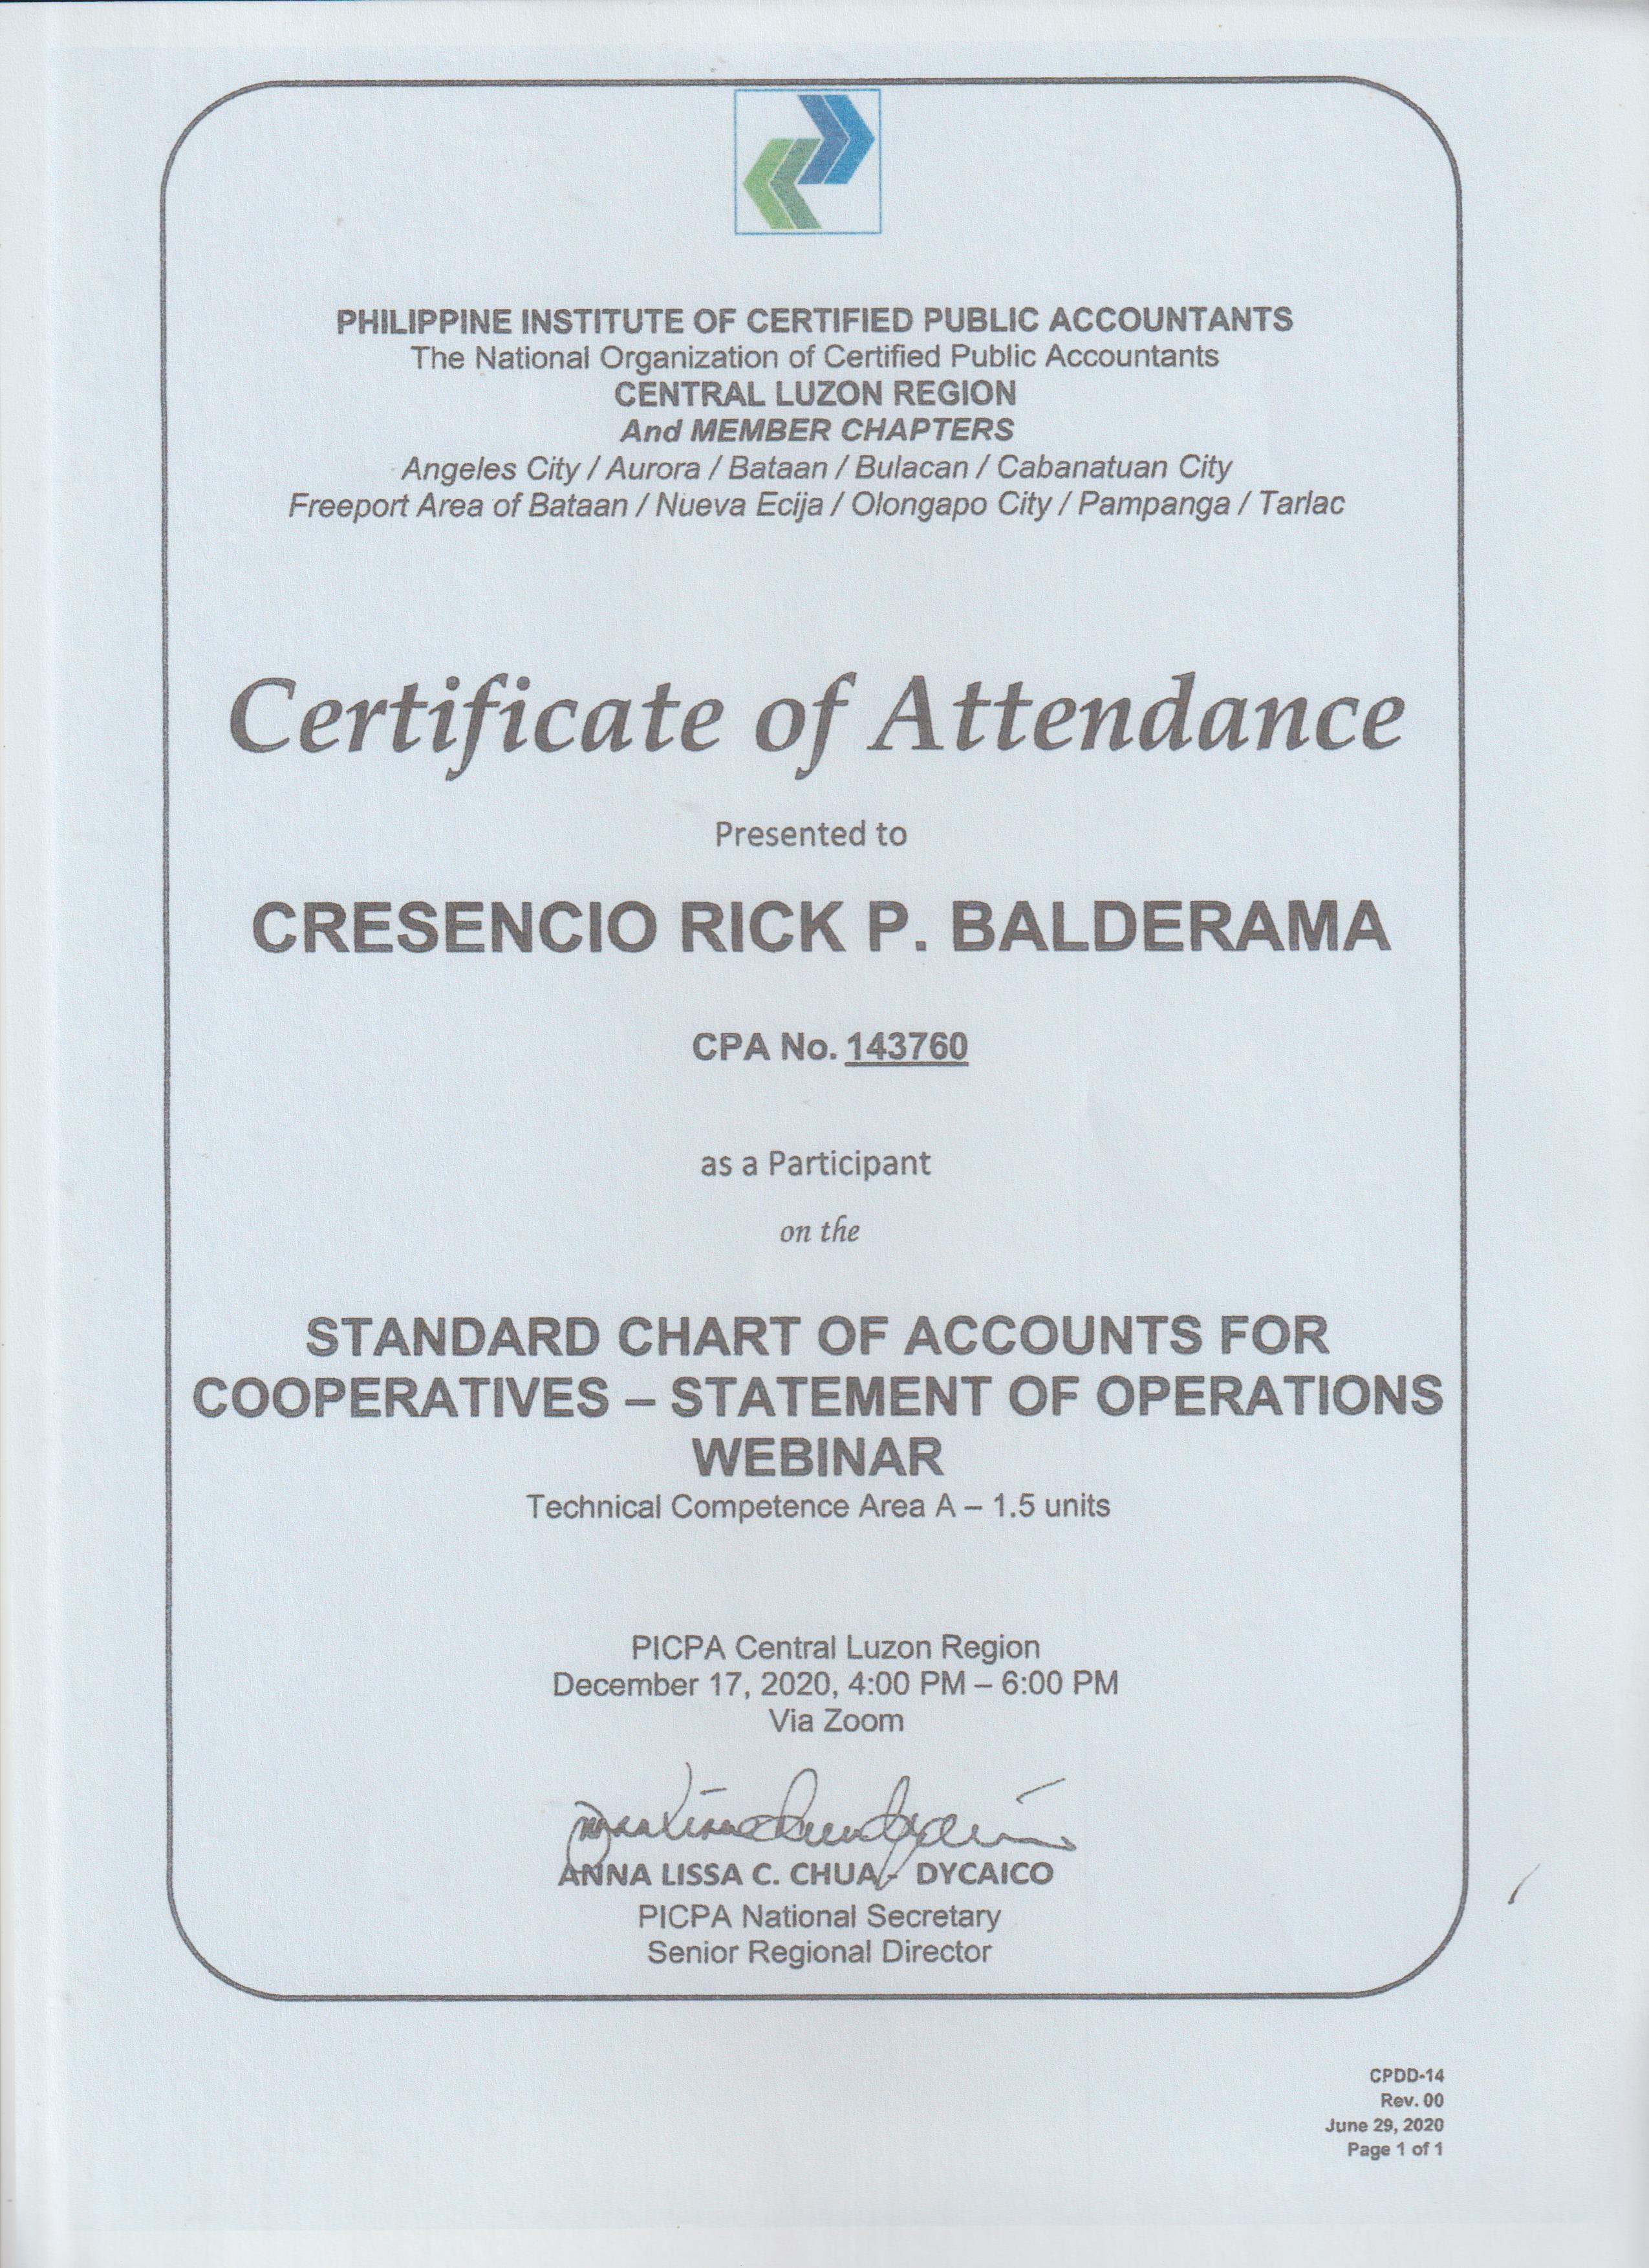 PHILIPPINE INSTITUTE OF CERTIFIED PUBLIC ACCOUNTANTS
The National Organization of Certified Public Accountants
CENTRAL LUZON REGION
And MEMBER CHAPTERS
Angeles City / Aurora / Bataan / Bulacan / Cabanatuan City
Freeport Area of Bataan / Nueva Ecija / Olongapo City / Pampanga / Tarlac
Certificate of Attendance
Presented to
CRESENCIO RICK P. BALDERAMA
CPA No. 143760
as a Participant
on the
STANDARD CHART OF ACCOUNTS FOR
COOPERATIVES – STATEMENT OF OPERATIONS
WEBINAR
Technical Competence Area A – 1.5 units
PICPA Central Luzon Region
December 17, 2020, 4:00 PM – 6:00 PM
Via Zoom
ANNA LISSA C. CHUA - DYCAICO
PICPA National Secretary
Senior Regional Director
CPDD-14
Rev. 00
June 29, 2020
Page 1 of 1